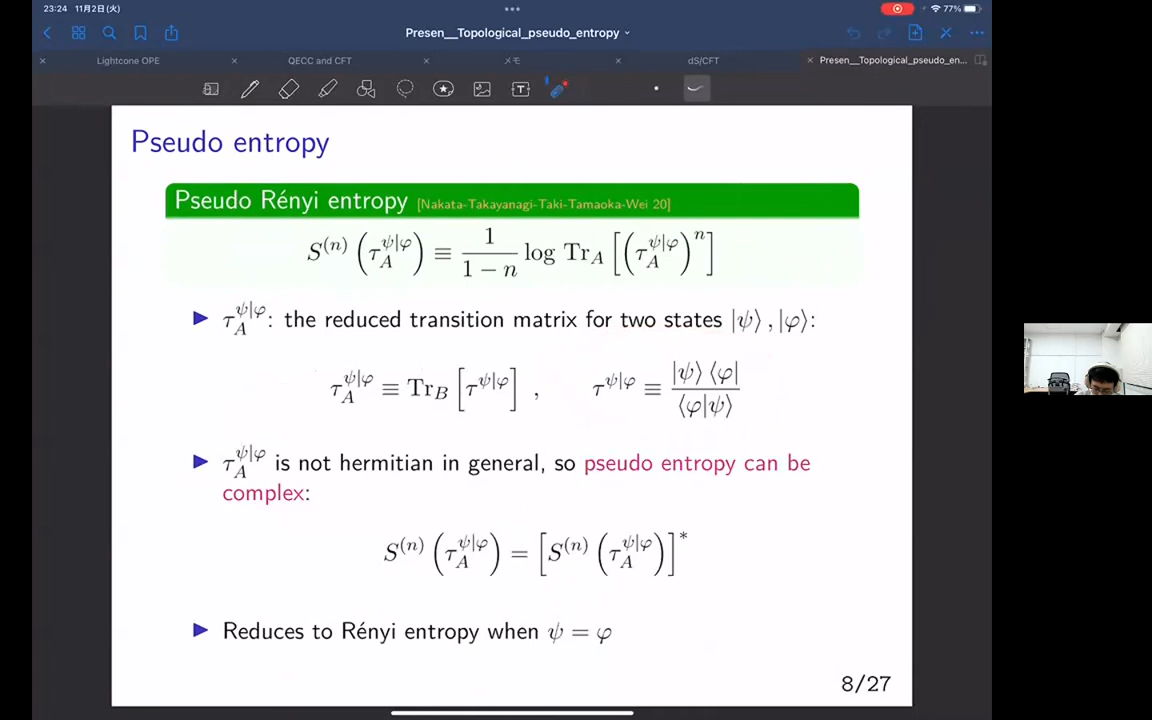 23:24 11月2日(火)
77%
Presen__Topological_pseudo_entropy
Lightcone OPE
QECC and CFT
メモ
dS/CFT
Presen__Topological_pseudo_en...
Pseudo entropy
Pseudo Rényi entropy [Nakata-Takayanagi-Taki-Tamaoka-Wei 20]
S^{(n)} (τ_A^{ψ|φ}) ≡ \frac{1}{1 − n} log Tr_A [(τ_A^{ψ|φ})^n]
▶ τ_A^{ψ|φ}: the reduced transition matrix for two states |ψ⟩, |φ⟩:
τ_A^{ψ|φ} ≡ Tr_B [τ^{ψ|φ}] , τ^{ψ|φ} ≡ \frac{|ψ⟩⟨φ|}{⟨φ|ψ⟩}
▶ τ_A^{ψ|φ} is not hermitian in general, so pseudo entropy can be
complex:
S^{(n)} (τ_A^{ψ|φ}) = [S^{(n)} (τ_A^{ψ|φ})]^*
▶ Reduces to Rényi entropy when ψ = φ
8/27